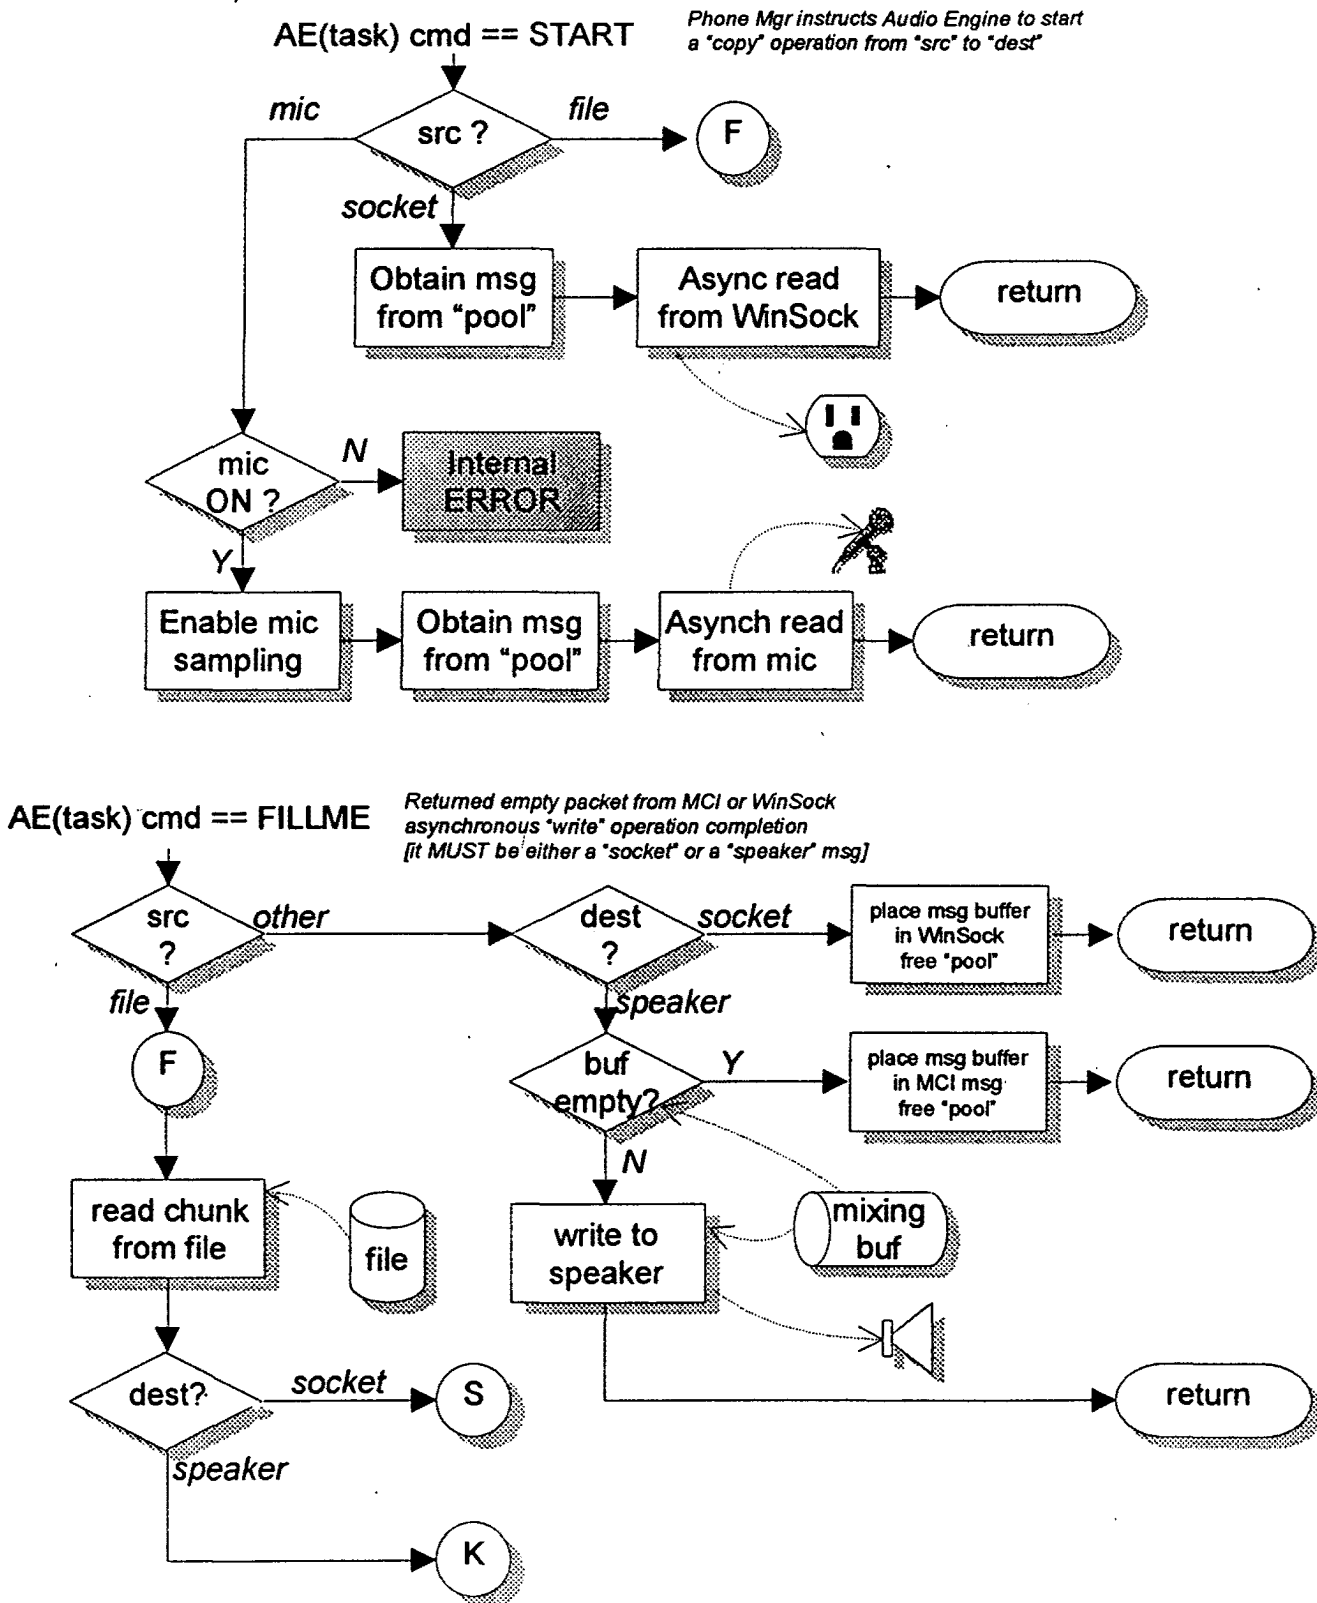 AE(task) cmd == START
Phone Mgr instructs Audio Engine to start
a "copy" operation from "src" to "dest"
mic
src ?
file
F
socket
Obtain msg
from "pool"
Async read
from WinSock
return
mic
ON ?
N
Internal
ERROR
Y
Enable mic
sampling
Obtain msg
from "pool"
Asynch read
from mic
return
AE(task) cmd == FILLME
Returned empty packet from MCI or WinSock
asynchronous "write" operation completion
[it MUST be either a "socket" or a "speaker" msg]
src
?
other
dest
?
socket
place msg buffer
in WinSock
free "pool"
return
file
speaker
F
buf
empty?
Y
place msg buffer
in MCI msg
free "pool"
return
N
read chunk
from file
file
write to
speaker
mixing
buf
dest?
socket
S
return
speaker
K